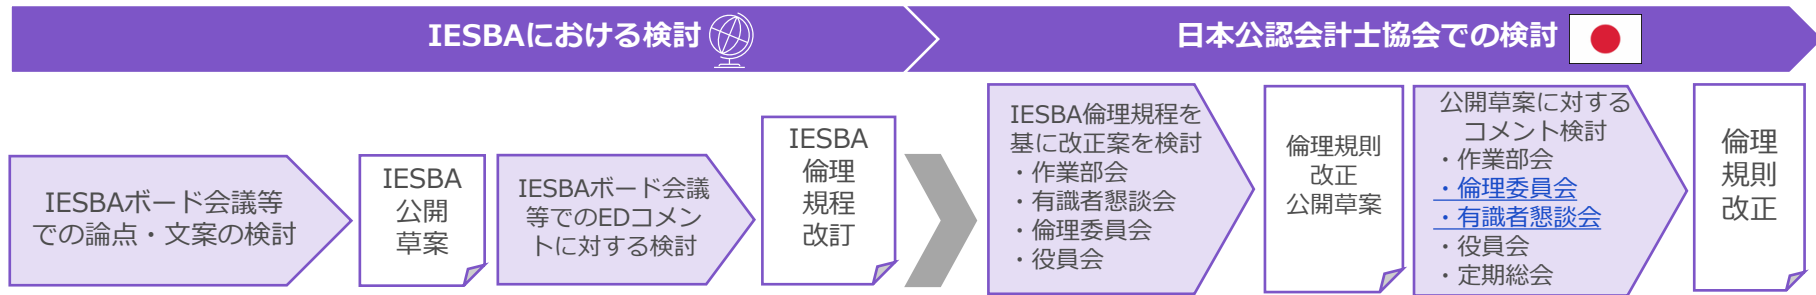 IESBAにおける検討
日本公認会計士協会での検討
IESBAボード会議等
での論点・文案の検討
IESBA
公開
草案
IESBAボード会議
等でのEDコメン
トに対する検討
IESBA
倫理
規程
改訂
IESBA倫理規程を
基に改正案を検討
・作業部会
・有識者懇談会
・倫理委員会
・役員会
倫理規則
改正
公開草案
公開草案に対する
コメント検討
・作業部会
・倫理委員会
・有識者懇談会
・役員会
・定期総会
倫理
規則
改正